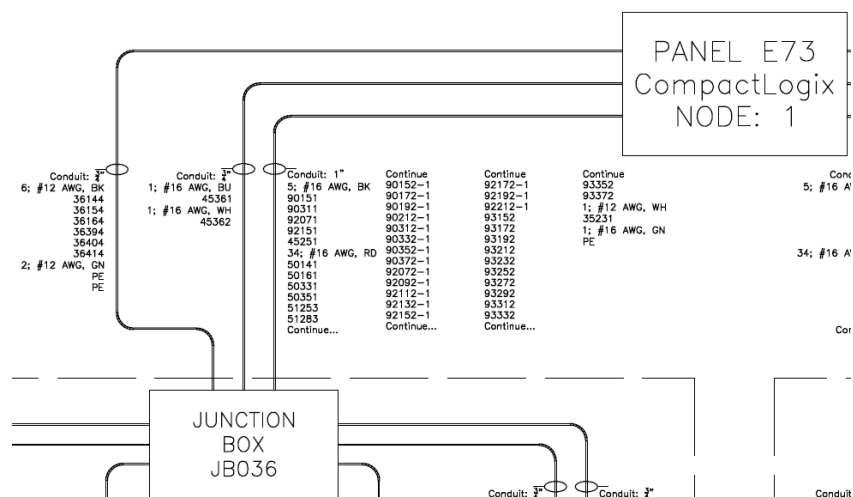 PANEL E73
CompactLogix
NODE: 1
Conduit: ¾"
6; #12 AWG, BK
36144
36154
36164
36394
36404
36414
2; #12 AWG, GN
PE
PE
Conduit: ¾"
1; #16 AWG, BU
45361
1; #16 AWG, WH
45362
Conduit: 1"
5; #16 AWG, BK
90151
90311
92071
92151
45251
34; #16 AWG, RD
50141
50161
50331
50351
51253
51283
Continue...
Continue
90152-1
90172-1
90192-1
90212-1
90312-1
90332-1
90352-1
90372-1
92072-1
92092-1
92112-1
92132-1
92152-1
Continue...
Continue
92172-1
92192-1
92212-1
93152
93172
93192
93212
93232
93252
93272
93292
93312
93332
Continue...
Continue
93352
93372
1; #12 AWG, WH
35231
1; #16 AWG, GN
PE
5; #16
34; #16
JUNCTION
BOX
JB036
Conduit: ¾"
Conduit: ¾"
Conduit